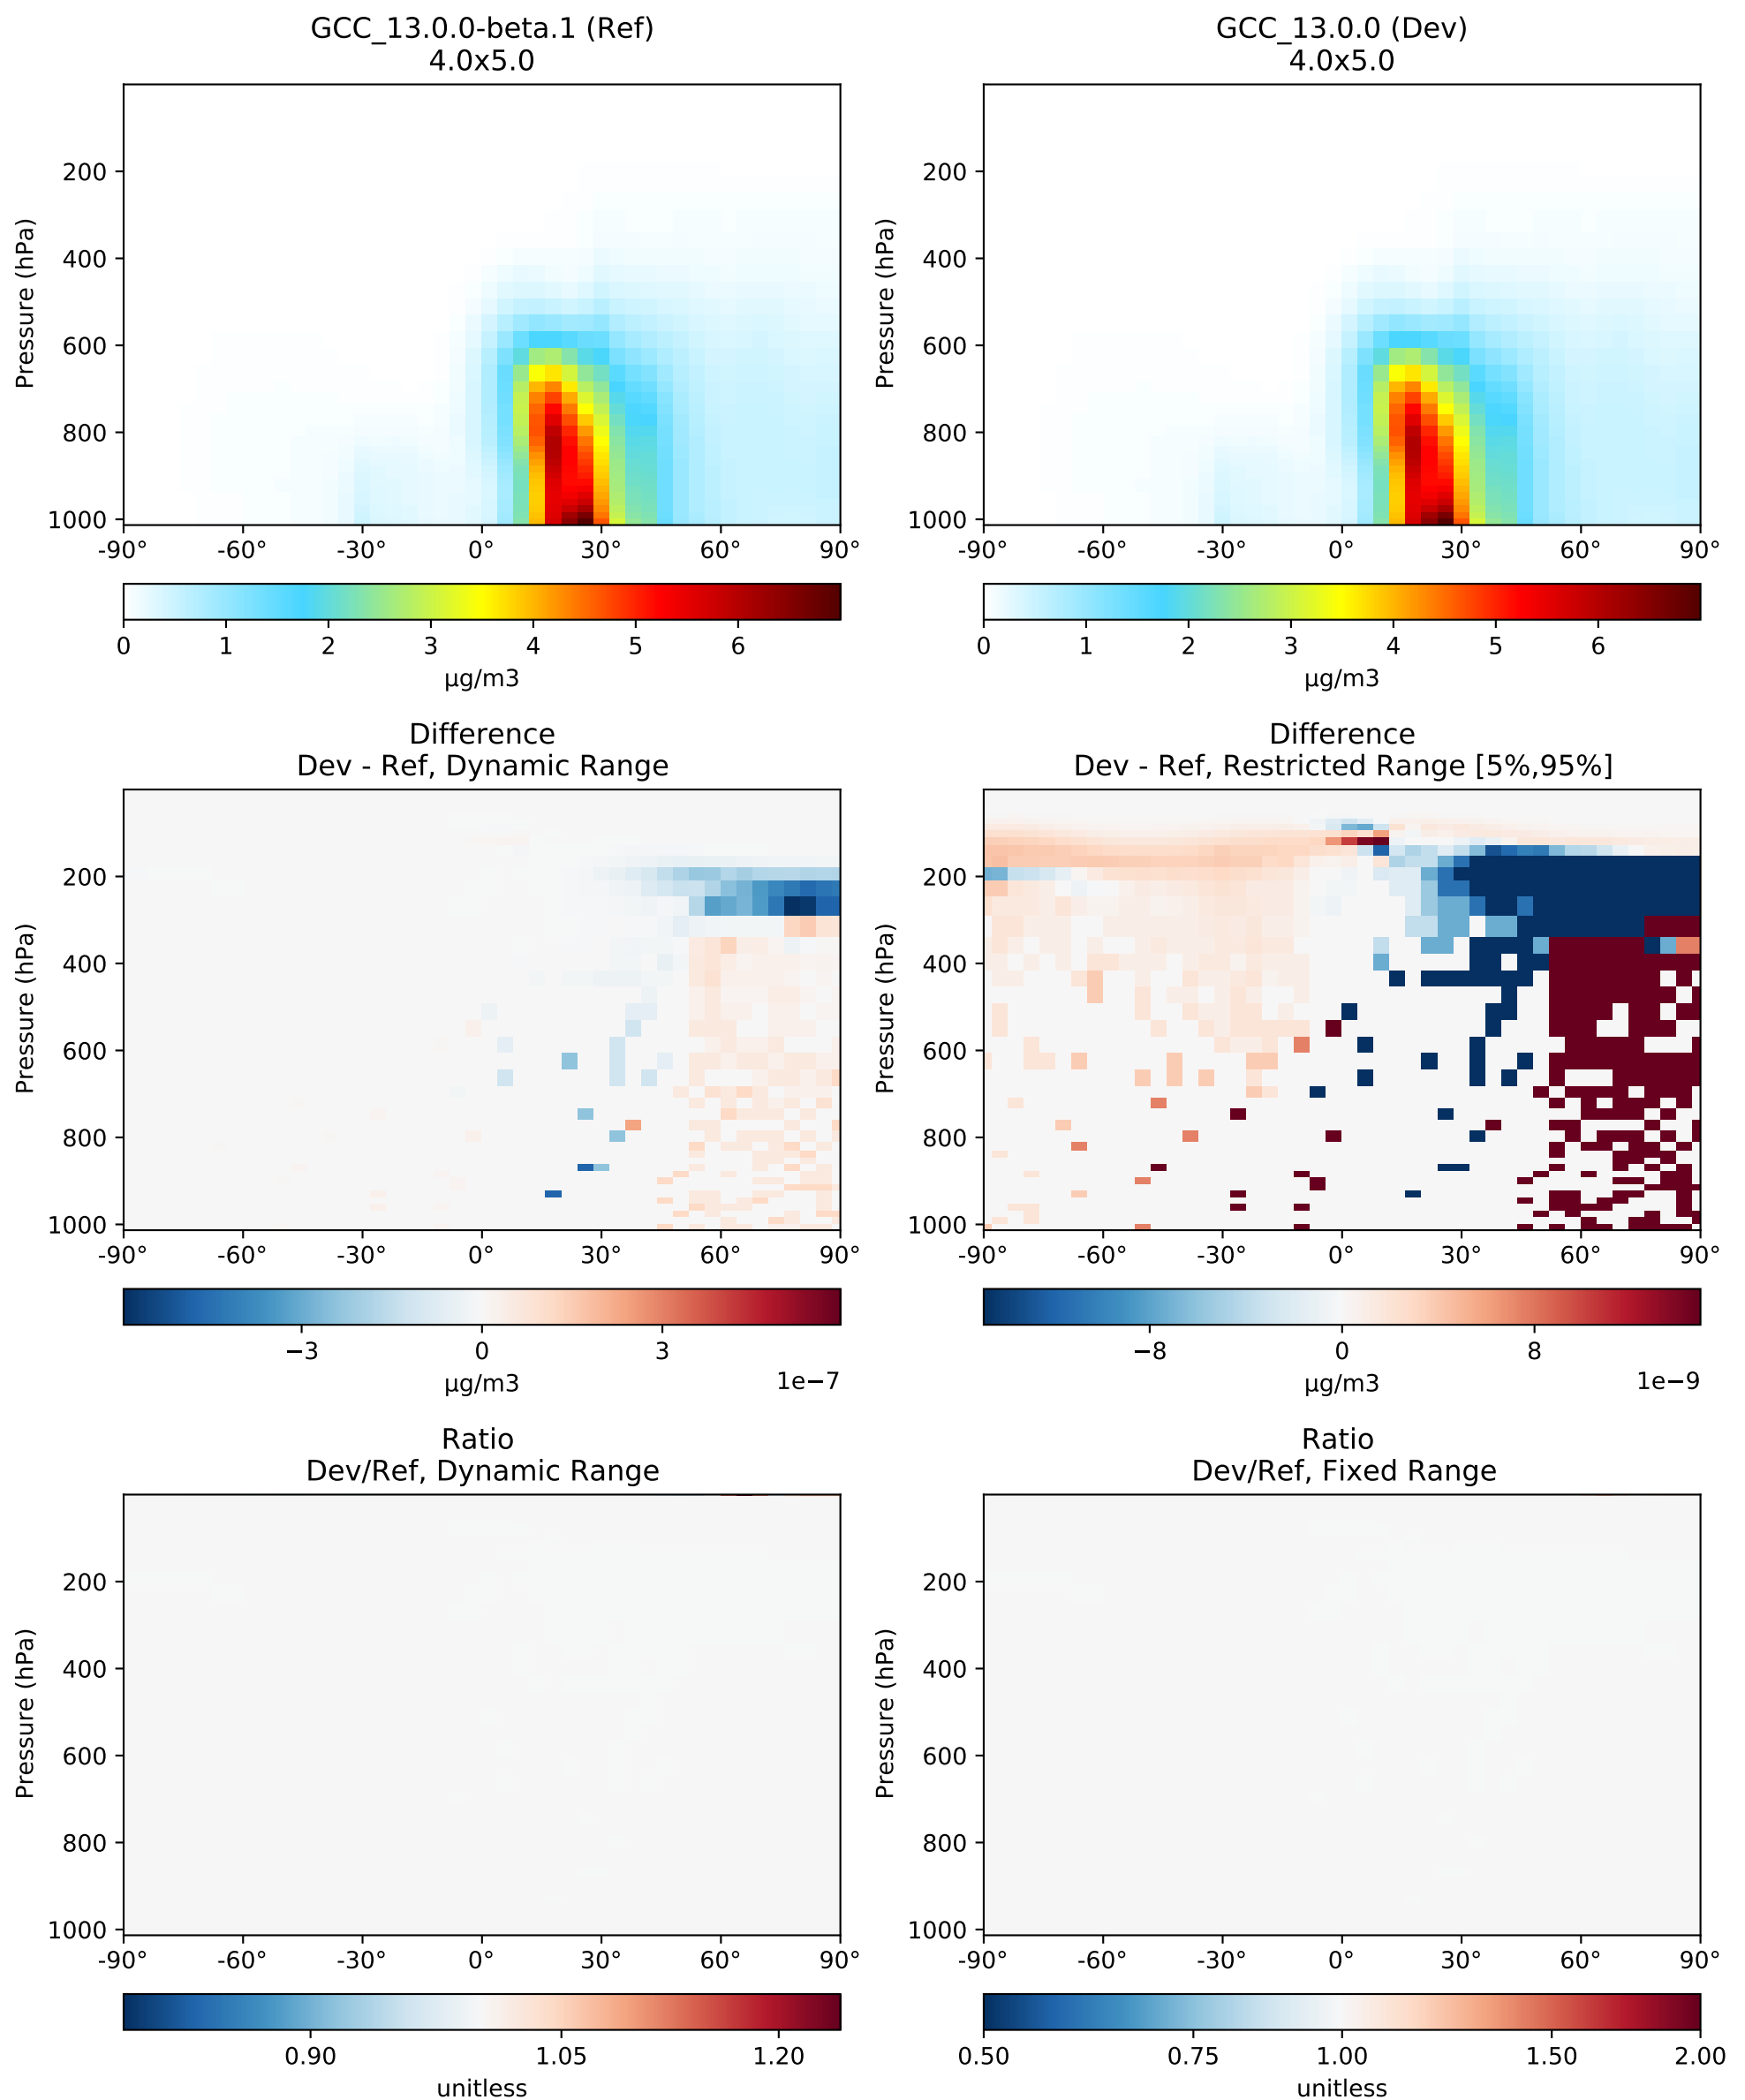 GCC_13.0.0-beta.1 (Ref)
4.0x5.0
Pressure (hPa)
200
400
600
800
1000
-90° -60° -30° 0° 30° 60° 90°
0 1 2 3 4 5 6
µg/m3
GCC_13.0.0 (Dev)
4.0x5.0
Pressure (hPa)
200
400
600
800
1000
-90° -60° -30° 0° 30° 60° 90°
0 1 2 3 4 5 6
µg/m3
Difference
Dev - Ref, Dynamic Range
Pressure (hPa)
200
400
600
800
1000
-90° -60° -30° 0° 30° 60° 90°
−3 0 3
1e−7
µg/m3
Difference
Dev - Ref, Restricted Range [5%,95%]
Pressure (hPa)
200
400
600
800
1000
-90° -60° -30° 0° 30° 60° 90°
−8 0 8
1e−9
µg/m3
Ratio
Dev/Ref, Dynamic Range
Pressure (hPa)
200
400
600
800
1000
-90° -60° -30° 0° 30° 60° 90°
0.90 1.05 1.20
unitless
Ratio
Dev/Ref, Fixed Range
Pressure (hPa)
200
400
600
800
1000
-90° -60° -30° 0° 30° 60° 90°
0.50 0.75 1.00 1.50 2.00
unitless